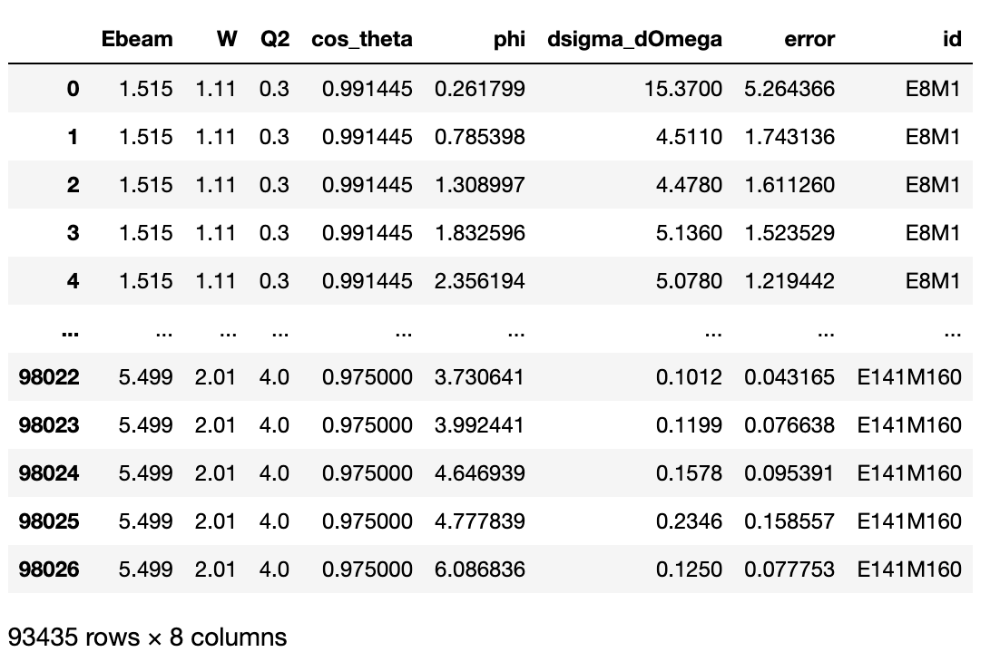 Ebeam W Q2 cos_theta phi dsigma_dOmega error id
0 1.515 1.11 0.3 0.991445 0.261799 15.3700 5.264366 E8M1
1 1.515 1.11 0.3 0.991445 0.785398 4.5110 1.743136 E8M1
2 1.515 1.11 0.3 0.991445 1.308997 4.4780 1.611260 E8M1
3 1.515 1.11 0.3 0.991445 1.832596 5.1360 1.523529 E8M1
4 1.515 1.11 0.3 0.991445 2.356194 5.0780 1.219442 E8M1
... ... ... ... ... ... ... ... ...
98022 5.499 2.01 4.0 0.975000 3.730641 0.1012 0.043165 E141M160
98023 5.499 2.01 4.0 0.975000 3.992441 0.1199 0.076638 E141M160
98024 5.499 2.01 4.0 0.975000 4.646939 0.1578 0.095391 E141M160
98025 5.499 2.01 4.0 0.975000 4.777839 0.2346 0.158557 E141M160
98026 5.499 2.01 4.0 0.975000 6.086836 0.1250 0.077753 E141M160
93435 rows × 8 columns